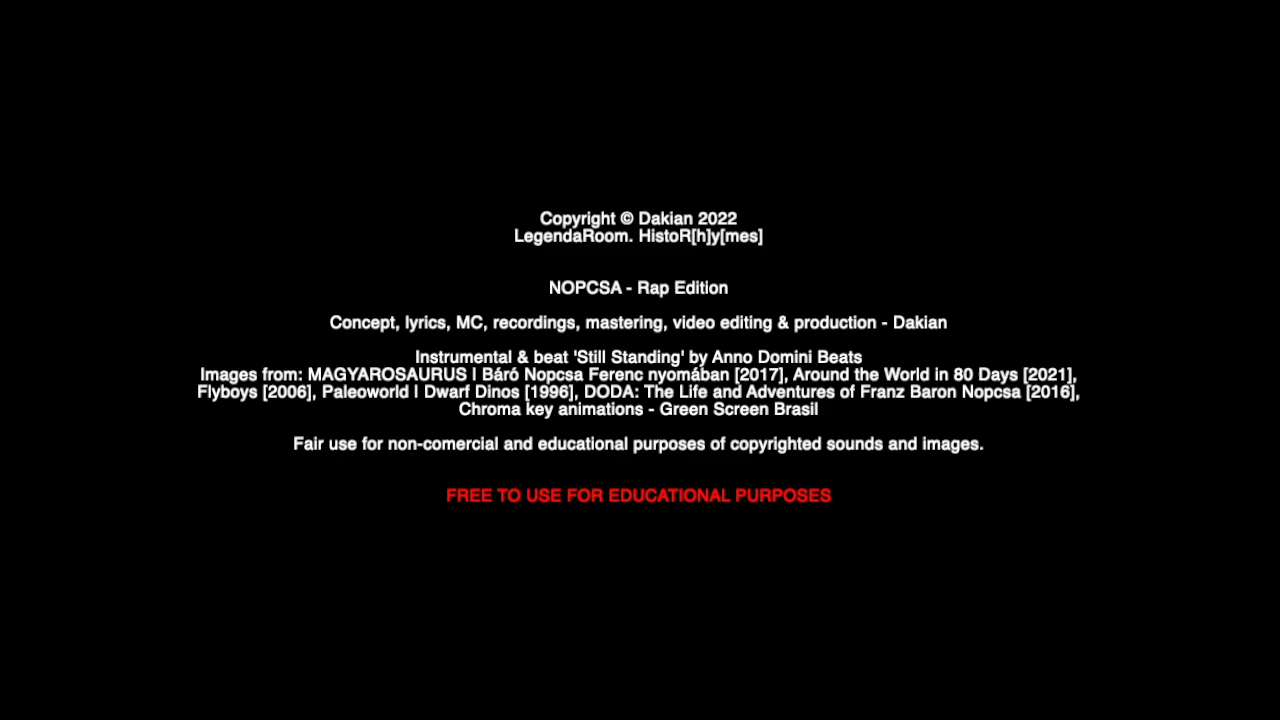 Copyright © Dakian 2022
LegendaRoom. HistoR[h]y[mes]
NOPCSA - Rap Edition
Concept, lyrics, MC, recordings, mastering, video editing & production - Dakian
Instrumental & beat 'Still Standing' by Anno Domini Beats
Images from: MAGYAROSAURUS I Báró Nopcsa Ferenc nyomában [2017], Around the World in 80 Days [2021],
Flyboys [2006], Paleoworld I Dwarf Dinos [1996], DODA: The Life and Adventures of Franz Baron Nopcsa [2016],
Chroma key animations - Green Screen Brasil
Fair use for non-comercial and educational purposes of copyrighted sounds and images.
FREE TO USE FOR EDUCATIONAL PURPOSES